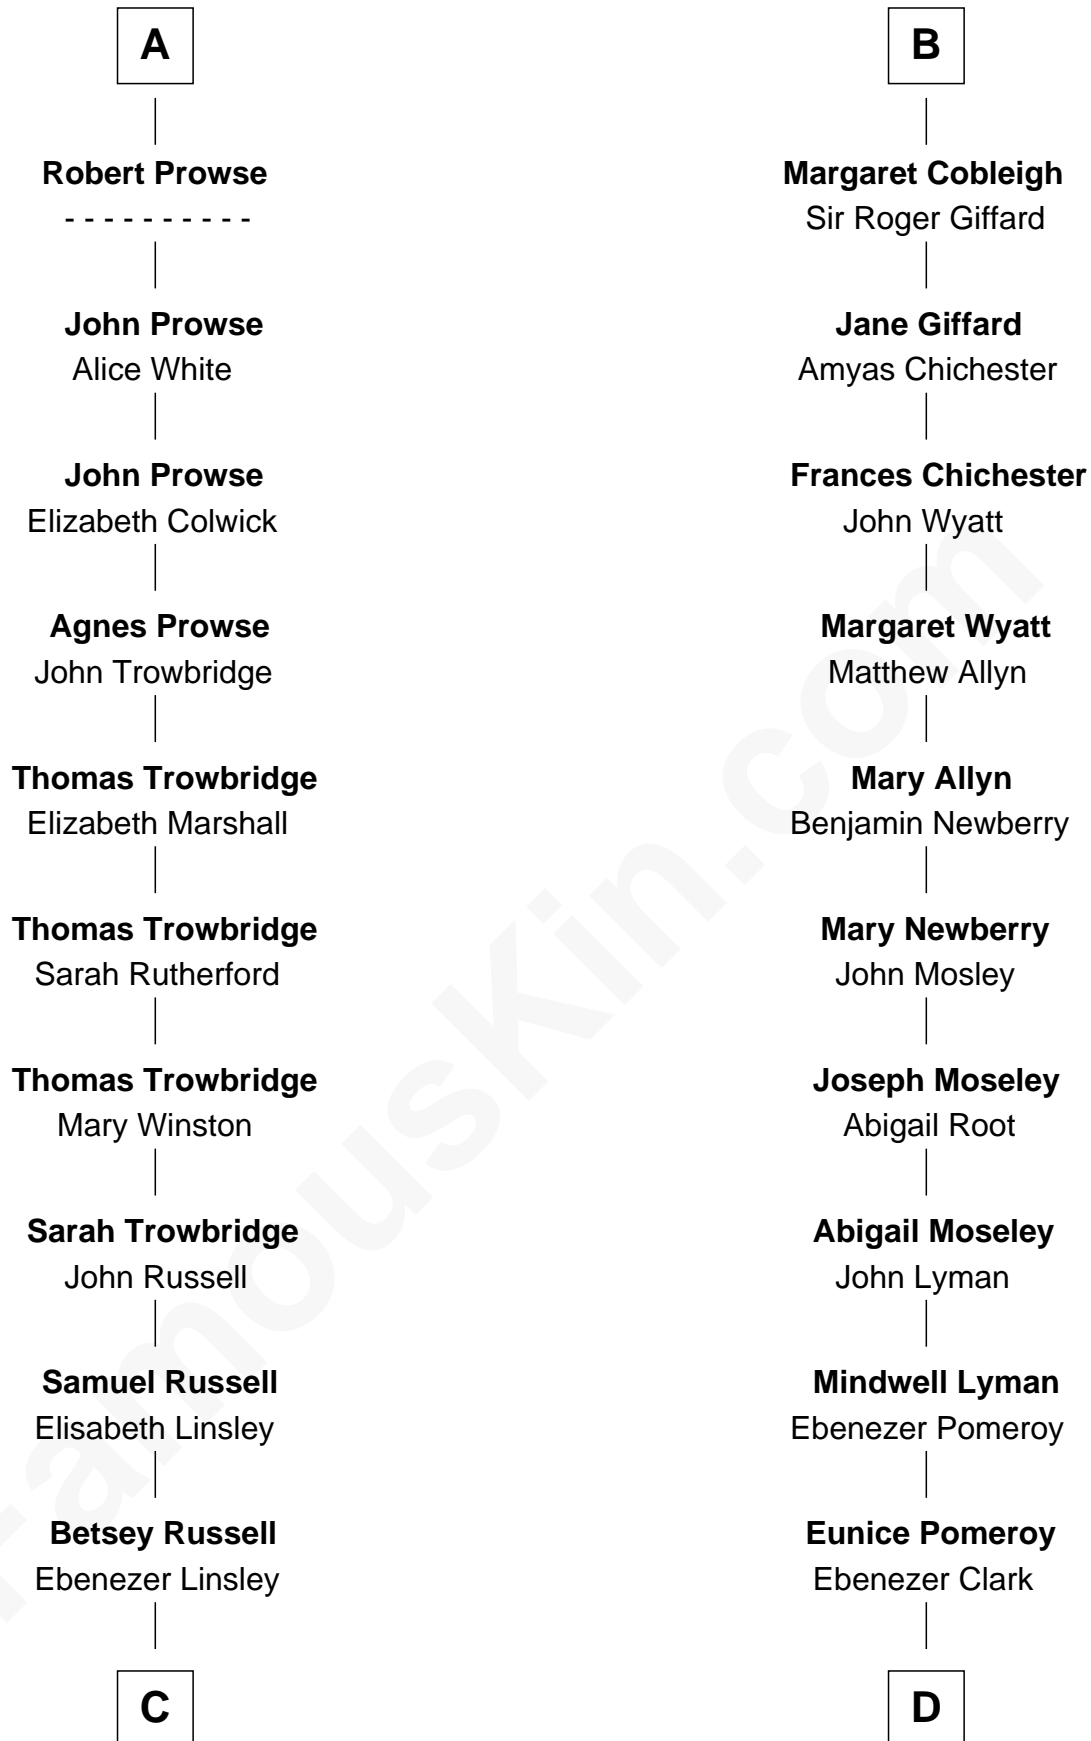 A
Robert Prowse
- - - - - - - - - -
John Prowse
Alice White
John Prowse
Elizabeth Colwick
Agnes Prowse
John Trowbridge
Thomas Trowbridge
Elizabeth Marshall
Thomas Trowbridge
Sarah Rutherford
Thomas Trowbridge
Mary Winston
Sarah Trowbridge
John Russell
Samuel Russell
Elisabeth Linsley
Betsey Russell
Ebenezer Linsley
C
B
Margaret Cobleigh
Sir Roger Giffard
Jane Giffard
Amyas Chichester
Frances Chichester
John Wyatt
Margaret Wyatt
Matthew Allyn
Mary Allyn
Benjamin Newberry
Mary Newberry
John Mosley
Joseph Moseley
Abigail Root
Abigail Moseley
John Lyman
Mindwell Lyman
Ebenezer Pomeroy
Eunice Pomeroy
Ebenezer Clark
D
FamousKin.com